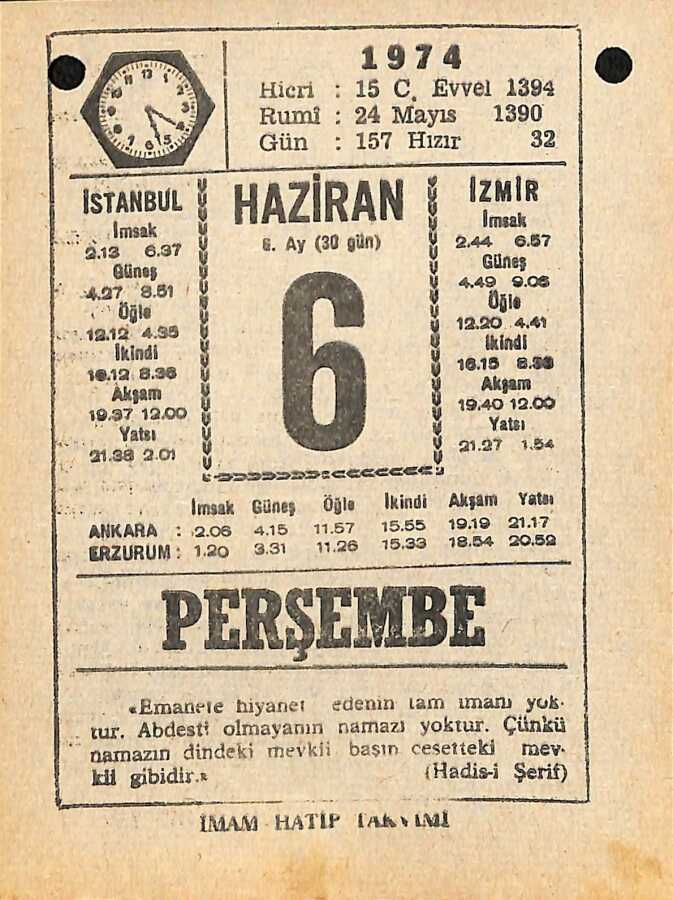 1974
Hicri : 15 C. Evvel 1394
Rumî : 24 Mayıs 1390
Gün : 157 Hızır 32
İSTANBUL
İmsak
2.13 6.37
Güneş
4.27 8.51
Öğle
12.12 4.35
İkindi
16.12 8.36
Akşam
19.37 12.00
Yatsı
21.38 2.01
HAZİRAN
6. Ay (30 gün)
6
İZMİR
İmsak
2.44 6.57
Güneş
4.49 9.06
Öğle
12.20 4.41
İkindi
16.15 8.36
Akşam
19.40 12.00
Yatsı
21.27 1.54
İmsak Güneş Öğle İkindi Akşam Yatsı
ANKARA : 2.06 4.15 11.57 15.55 19.19 21.17
ERZURUM : 1.20 3.31 11.26 15.33 18.54 20.52
PERŞEMBE
«Emanete hiyanet edenin tam imanı yok-
tur. Abdesti olmayanın namazı yoktur. Çünkü
namazın dindeki mevkii başın cesetteki mev-
kii gibidir.»
(Hadis-i Şerif)
İMAM HATİP TAKVİMİ